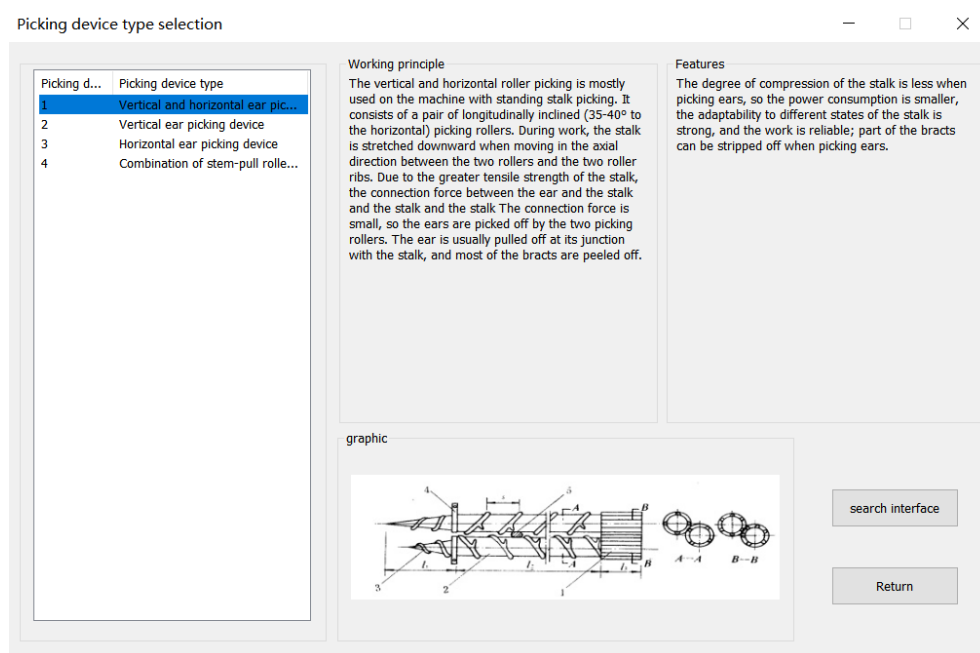 Picking device type selection
Picking d... Picking device type
1 Vertical and horizontal ear pic...
2 Vertical ear picking device
3 Horizontal ear picking device
4 Combination of stem-pull rolle...
Working principle
The vertical and horizontal roller picking is mostly
used on the machine with standing stalk picking. It
consists of a pair of longitudinally inclined (35-40° to
the horizontal) picking rollers. During work, the stalk
is stretched downward when moving in the axial
direction between the two rollers and the two roller
ribs. Due to the greater tensile strength of the stalk,
the connection force between the ear and the stalk
and the stalk and the stalk The connection force is
small, so the ears are picked off by the two picking
rollers. The ear is usually pulled off at its junction
with the stalk, and most of the bracts are peeled off.
Features
The degree of compression of the stalk is less when
picking ears, so the power consumption is smaller,
the adaptability to different states of the stalk is
strong, and the work is reliable; part of the bracts
can be stripped off when picking ears.
graphic
4 5 A B
A B
A-A B-B
3 2 1
search interface
Return